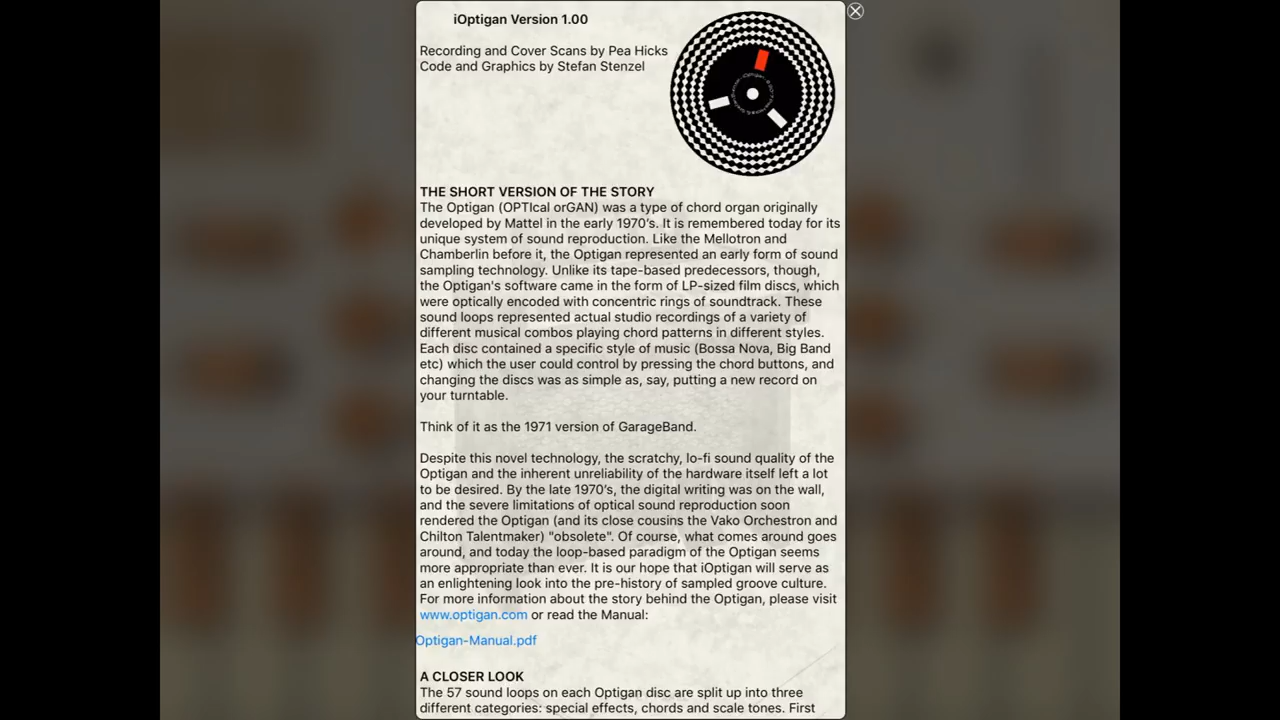 iOptigan Version 1.00
Recording and Cover Scans by Pea Hicks
Code and Graphics by Stefan Stenzel
THE SHORT VERSION OF THE STORY
The Optigan (OPTIcal orGAN) was a type of chord organ originally
developed by Mattel in the early 1970's. It is remembered today for its
unique system of sound reproduction. Like the Mellotron and
Chamberlin before it, the Optigan represented an early form of sound
sampling technology. Unlike its tape-based predecessors, though,
the Optigan's software came in the form of LP-sized film discs, which
were optically encoded with concentric rings of soundtrack. These
sound loops represented actual studio recordings of a variety of
different musical combos playing chord patterns in different styles.
Each disc contained a specific style of music (Bossa Nova, Big Band
etc) which the user could control by pressing the chord buttons, and
changing the discs was as simple as, say, putting a new record on
your turntable.
Think of it as the 1971 version of GarageBand.
Despite this novel technology, the scratchy, lo-fi sound quality of the
Optigan and the inherent unreliability of the hardware itself left a lot
to be desired. By the late 1970's, the digital writing was on the wall,
and the severe limitations of optical sound reproduction soon
rendered the Optigan (and its close cousins the Vako Orchestron and
Chilton Talentmaker) "obsolete". Of course, what comes around goes
around, and today the loop-based paradigm of the Optigan seems
more appropriate than ever. It is our hope that iOptigan will serve as
an enlightening look into the pre-history of sampled groove culture.
For more information about the story behind the Optigan, please visit
www.optigan.com or read the Manual:
Optigan-Manual.pdf
A CLOSER LOOK
The 57 sound loops on each Optigan disc are split up into three
different categories: special effects, chords and scale tones. First